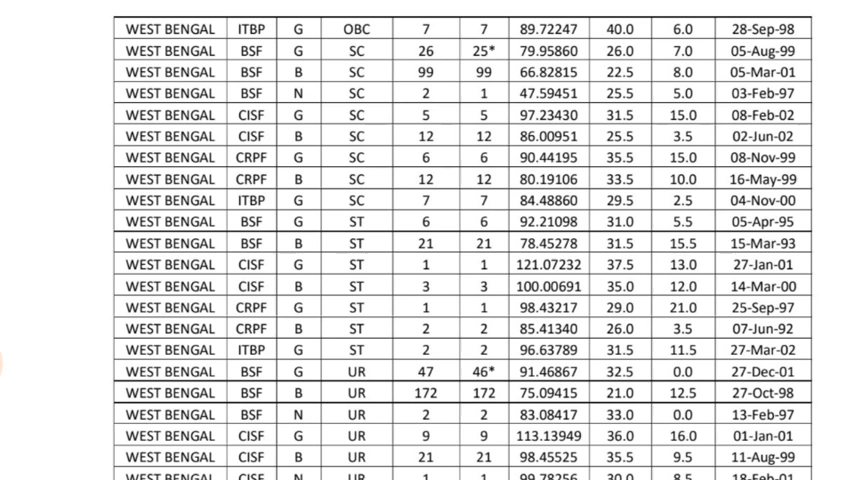 WEST BENGAL ITBP G OBC 7 7 89.72247 40.0 6.0 28-Sep-98
WEST BENGAL BSF G SC 26 25* 79.95860 26.0 7.0 05-Aug-99
WEST BENGAL BSF B SC 99 99 66.82815 22.5 8.0 05-Mar-01
WEST BENGAL BSF N SC 2 1 47.59451 25.5 5.0 03-Feb-97
WEST BENGAL CISF G SC 5 5 97.23430 31.5 15.0 08-Feb-02
WEST BENGAL CISF B SC 12 12 86.00951 25.5 3.5 02-Jun-02
WEST BENGAL CRPF G SC 6 6 90.44195 35.5 15.0 08-Nov-99
WEST BENGAL CRPF B SC 12 12 80.19106 33.5 10.0 16-May-99
WEST BENGAL ITBP G SC 7 7 84.48860 29.5 2.5 04-Nov-00
WEST BENGAL BSF G ST 6 6 92.21098 31.0 5.5 05-Apr-95
WEST BENGAL BSF B ST 21 21 78.45278 31.5 15.5 15-Mar-93
WEST BENGAL CISF G ST 1 1 121.07232 37.5 13.0 27-Jan-01
WEST BENGAL CISF B ST 3 3 100.00691 35.0 12.0 14-Mar-00
WEST BENGAL CRPF G ST 1 1 98.43217 29.0 21.0 25-Sep-97
WEST BENGAL CRPF B ST 2 2 85.41340 26.0 3.5 07-Jun-92
WEST BENGAL ITBP G ST 2 2 96.63789 31.5 11.5 27-Mar-02
WEST BENGAL BSF G UR 47 46* 91.46867 32.5 0.0 27-Dec-01
WEST BENGAL BSF B UR 172 172 75.09415 21.0 12.5 27-Oct-98
WEST BENGAL BSF N UR 2 2 83.08417 33.0 0.0 13-Feb-97
WEST BENGAL CISF G UR 9 9 113.13949 36.0 16.0 01-Jan-01
WEST BENGAL CISF B UR 21 21 98.45525 35.5 9.5 11-Aug-99
WEST BENGAL CISF N UR 1 1 99.78256 30.0 8.5 18-Feb-01